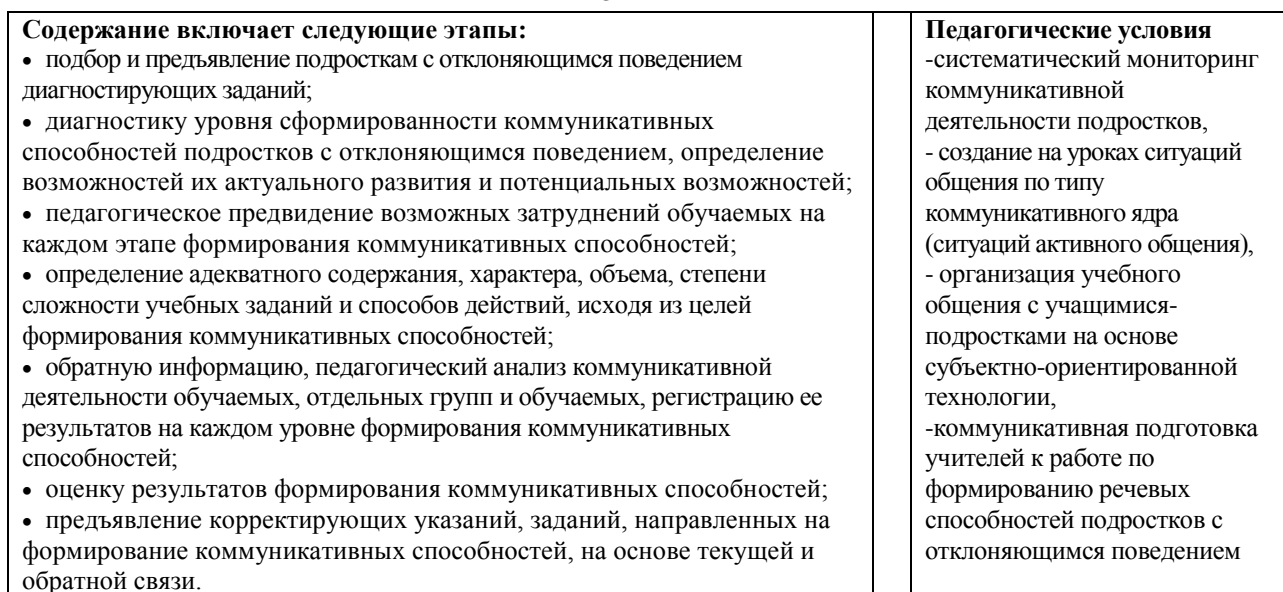 Содержание включает следующие этапы:
• подбор и предъявление подросткам с отклоняющимся поведением
диагностирующих заданий;
• диагностику уровня сформированности коммуникативных
способностей подростков с отклоняющимся поведением, определение
возможностей их актуального развития и потенциальных возможностей;
• педагогическое предвидение возможных затруднений обучаемых на
каждом этапе формирования коммуникативных способностей;
• определение адекватного содержания, характера, объема, степени
сложности учебных заданий и способов действий, исходя из целей
формирования коммуникативных способностей;
• обратную информацию, педагогический анализ коммуникативной
деятельности обучаемых, отдельных групп и обучаемых, регистрацию ее
результатов на каждом уровне формирования коммуникативных
способностей;
• оценку результатов формирования коммуникативных способностей;
• предъявление корректирующих указаний, заданий, направленных на
формирование коммуникативных способностей, на основе текущей и
обратной связи.
Педагогические условия
-систематический мониторинг
коммуникативной
деятельности подростков,
- создание на уроках ситуаций
общения по типу
коммуникативного ядра
(ситуаций активного общения),
- организация учебного
общения с учащимися-
подростками на основе
субъектно-ориентированной
технологии,
-коммуникативная подготовка
учителей к работе по
формированию речевых
способностей подростков с
отклоняющимся поведением